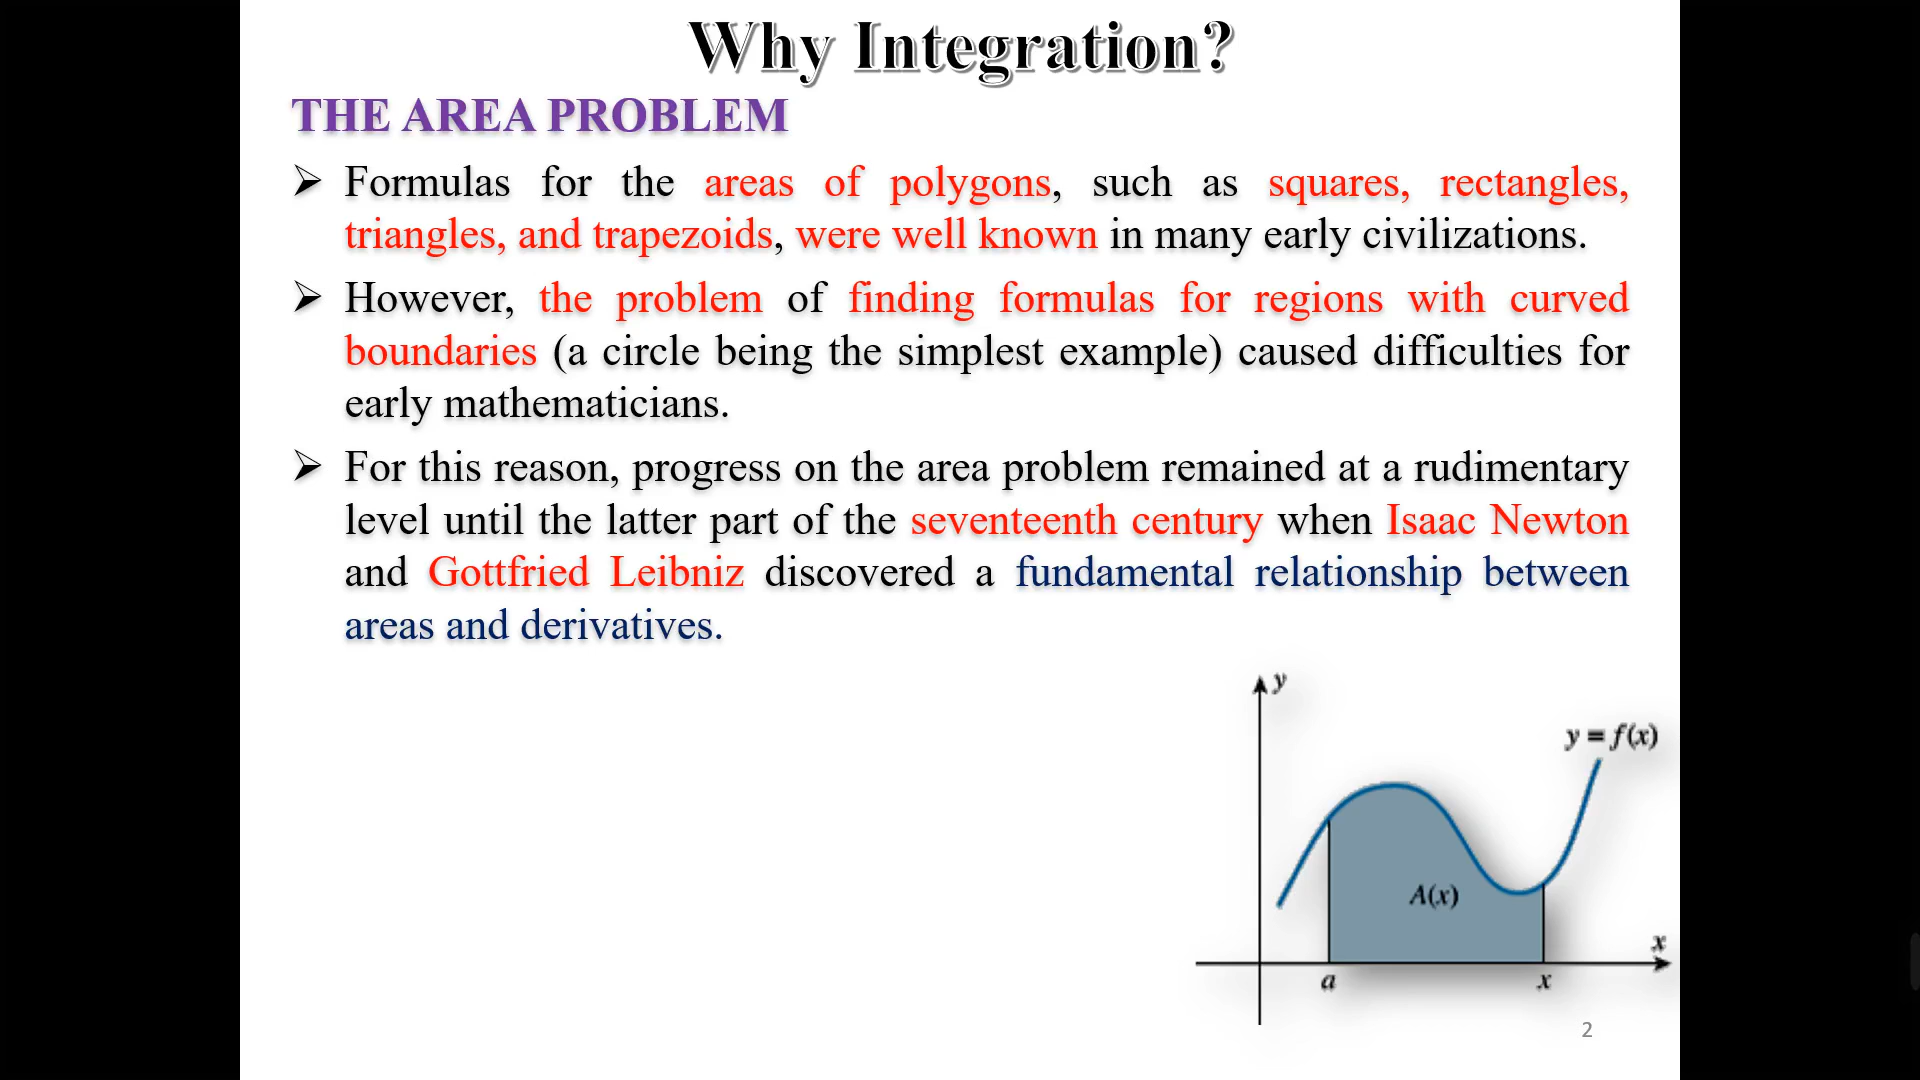 Why Integration?
THE AREA PROBLEM
➢ Formulas for the areas of polygons, such as squares, rectangles,
triangles, and trapezoids, were well known in many early civilizations.
➢ However, the problem of finding formulas for regions with curved
boundaries (a circle being the simplest example) caused difficulties for
early mathematicians.
➢ For this reason, progress on the area problem remained at a rudimentary
level until the latter part of the seventeenth century when Isaac Newton
and Gottfried Leibniz discovered a fundamental relationship between
areas and derivatives.
y
y = f(x)
A(x)
x
a
x
2